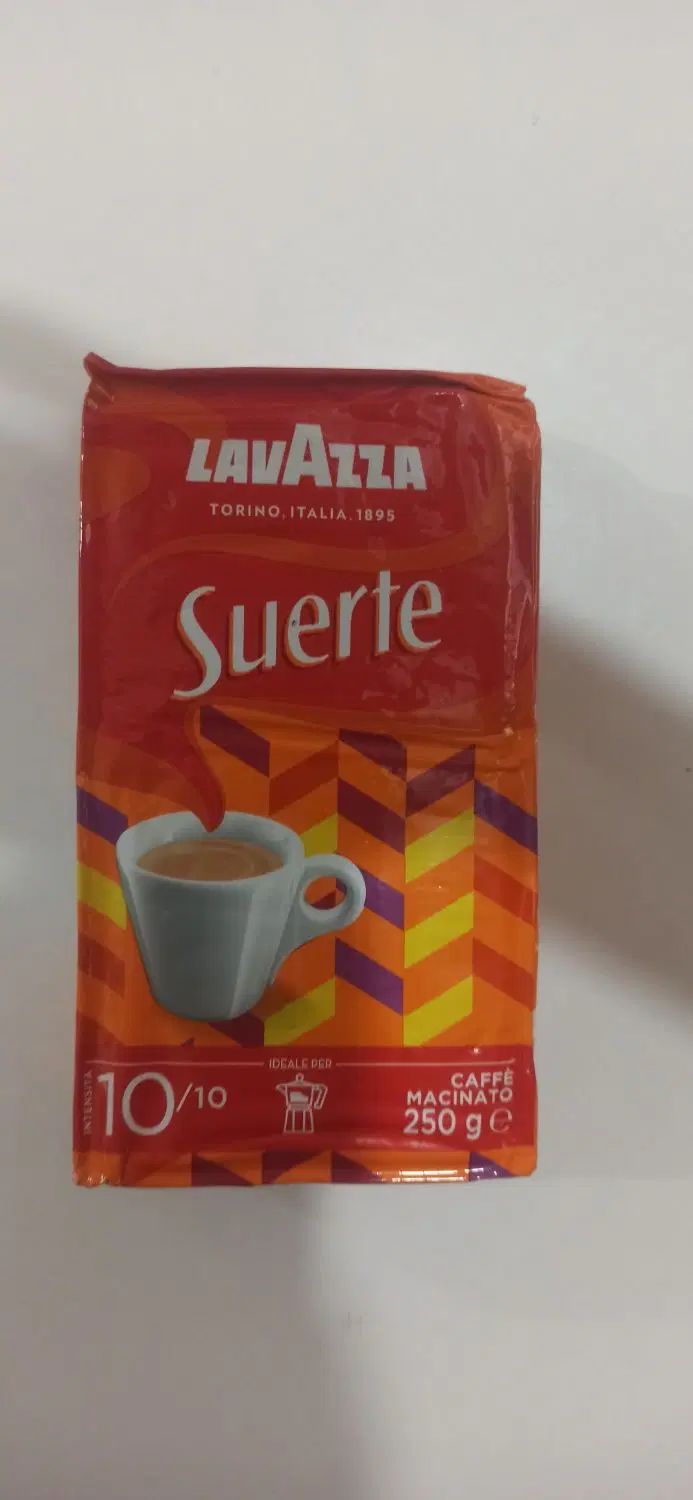 LAVAZZA
TORINO, ITALIA, 1895
Suerte
INTENSITÀ
10/10
IDEALE PER
CAFFÈ
MACINATO
250 g ℮